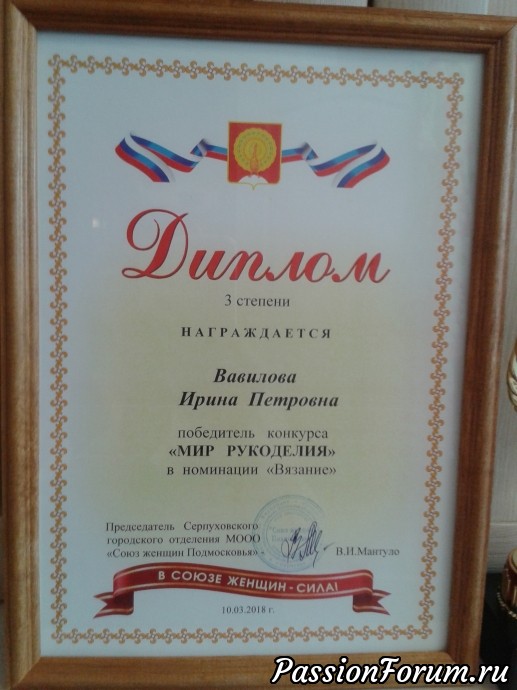 Диплом
3 степени
НАГРАЖДАЕТСЯ
Вавилова
Ирина Петровна
победитель конкурса
«МИР РУКОДЕЛИЯ»
в номинации «Вязание»
Председатель Серпуховского
городского отделения МООО
«Союз женщин Подмосковья» - В.И.Мантуло
В СОЮЗЕ ЖЕНЩИН - СИЛА!
10.03.2018 г.
PassionForum.ru